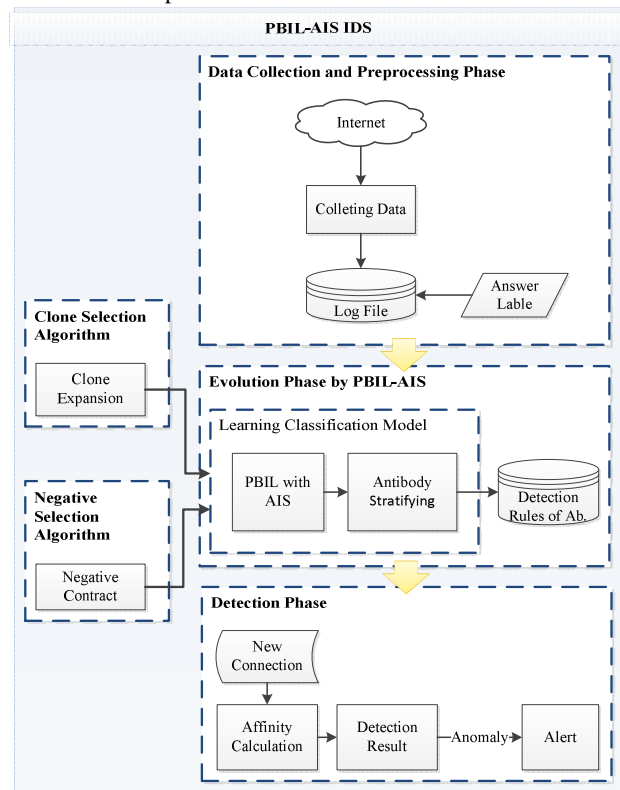 PBIL-AIS IDS
Data Collection and Preprocessing Phase
Internet
Colleting Data
Log File
Answer
Lable
Clone Selection
Algorithm
Clone
Expansion
Evolution Phase by PBIL-AIS
Learning Classification Model
PBIL with
AIS
Antibody
Stratifying
Detection
Rules of Ab.
Negative
Selection
Algorithm
Negative
Contract
Detection Phase
New
Connection
Affinity
Calculation
Detection
Result
Anomaly
Alert